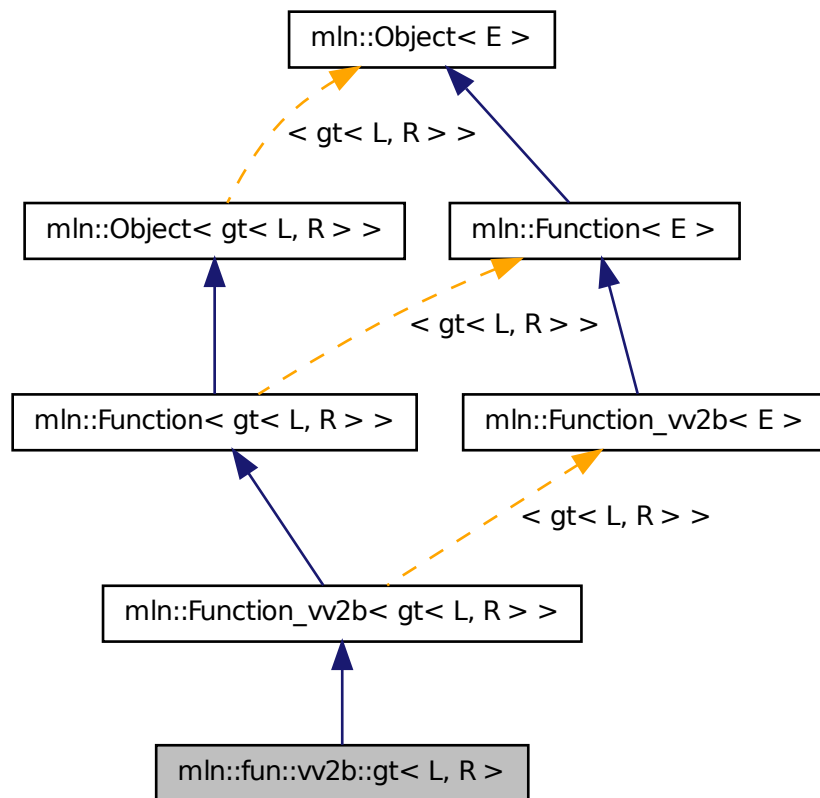 mln::Object< E >
< gt< L, R > >
mln::Object< gt< L, R > >
mln::Function< E >
< gt< L, R > >
mln::Function< gt< L, R > >
mln::Function_vv2b< E >
< gt< L, R > >
mln::Function_vv2b< gt< L, R > >
mln::fun::vv2b::gt< L, R >